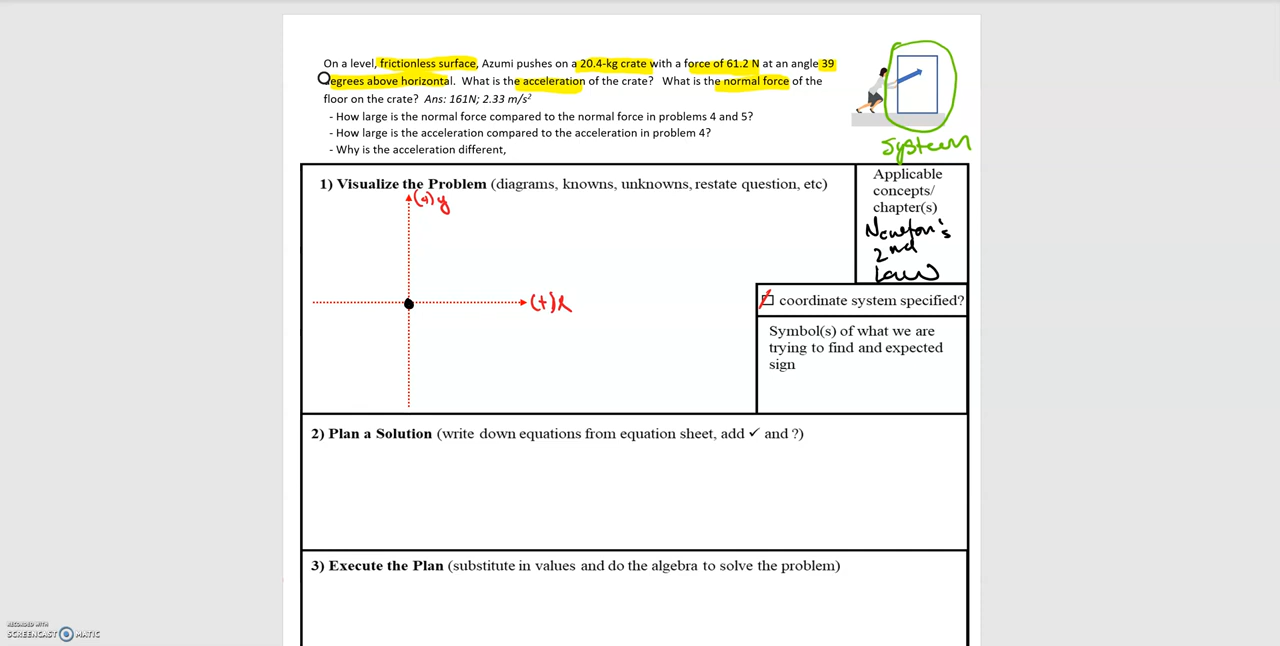 On a level, frictionless surface, Azumi pushes on a 20.4-kg crate with a force of 61.2 N at an angle 39
degrees above horizontal. What is the acceleration of the crate? What is the normal force of the
floor on the crate? Ans: 161N; 2.33 m/s²
- How large is the normal force compared to the normal force in problems 4 and 5?
- How large is the acceleration compared to the acceleration in problem 4?
- Why is the acceleration different,
System
1) Visualize the Problem (diagrams, knowns, unknowns, restate question, etc)
(+) y
(+) x
Applicable
concepts/
chapter(s)
Newton's
2nd
Law
coordinate system specified?
Symbol(s) of what we are
trying to find and expected
sign
2) Plan a Solution (write down equations from equation sheet, add ✓ and ?)
3) Execute the Plan (substitute in values and do the algebra to solve the problem)
RECORDED WITH
SCREENCAST MATIC